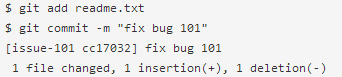 $ git add readme.txt
$ git commit -m "fix bug 101"
[issue-101 cc17032] fix bug 101
 1 file changed, 1 insertion(+), 1 deletion(-)